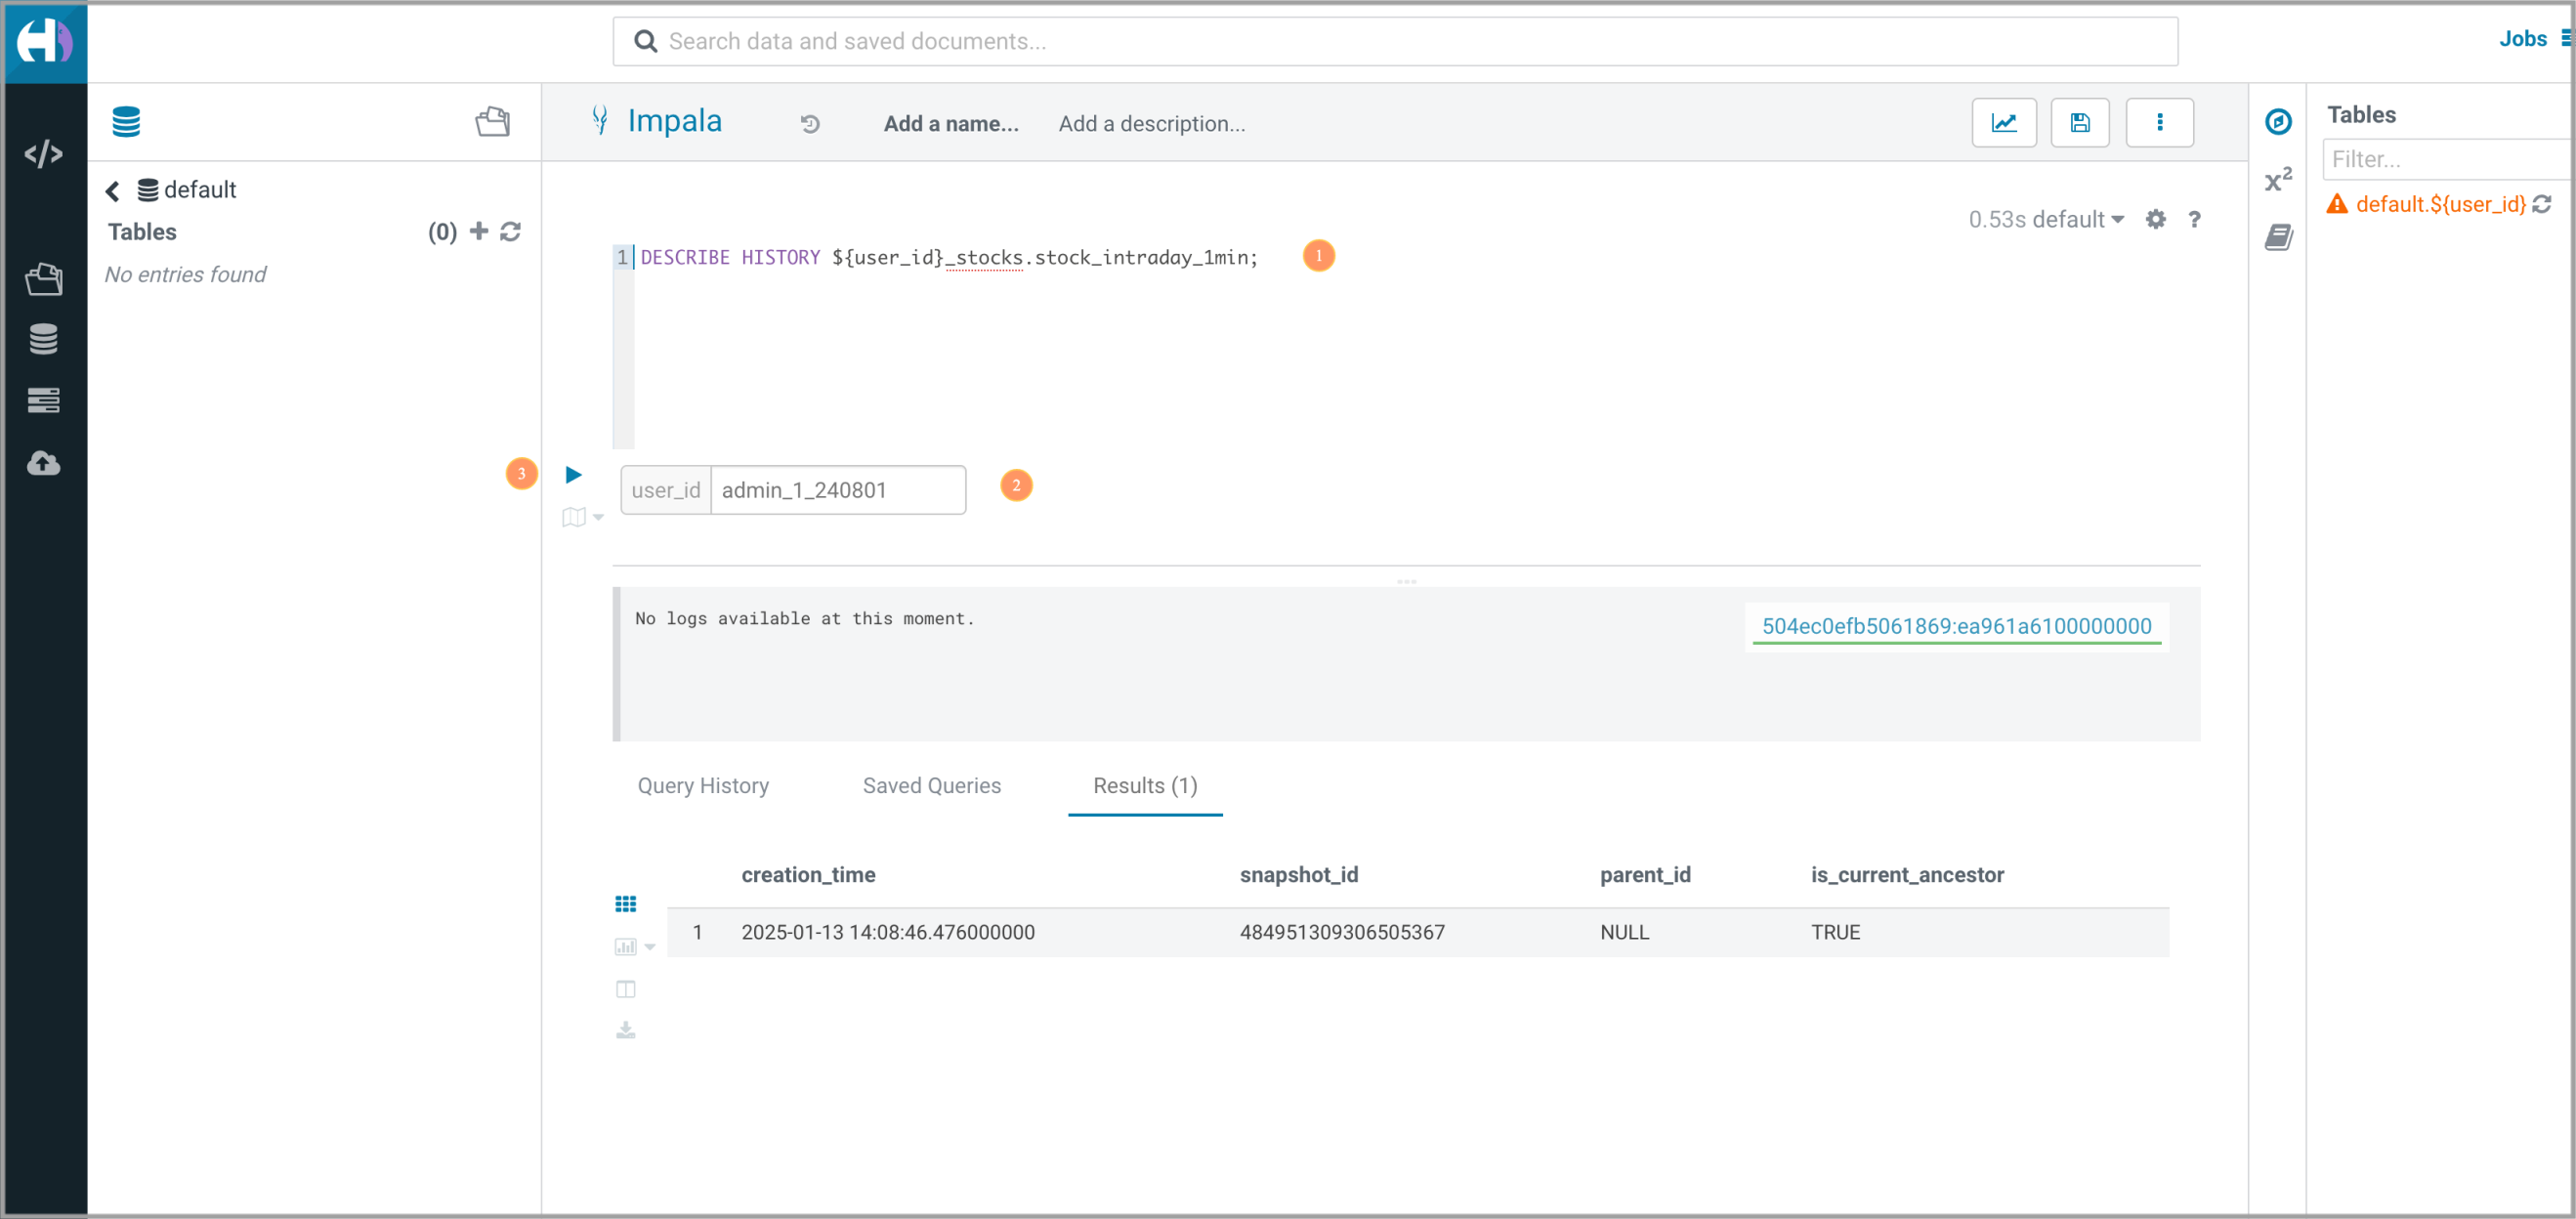 Search data and saved documents...
Jobs
Impala
Add a name...
Add a description...
default
Tables
(0)
No entries found
0.53s default
?
1 DESCRIBE HISTORY ${user_id}_stocks.stock_intraday_1min;
1
3
user_id
admin_1_240801
2
No logs available at this moment.
504ec0efb5061869:ea961a6100000000
Query History
Saved Queries
Results (1)
creation_time
snapshot_id
parent_id
is_current_ancestor
1
2025-01-13 14:08:46.476000000
484951309306505367
NULL
TRUE
x²
Tables
Filter...
default.${user_id}